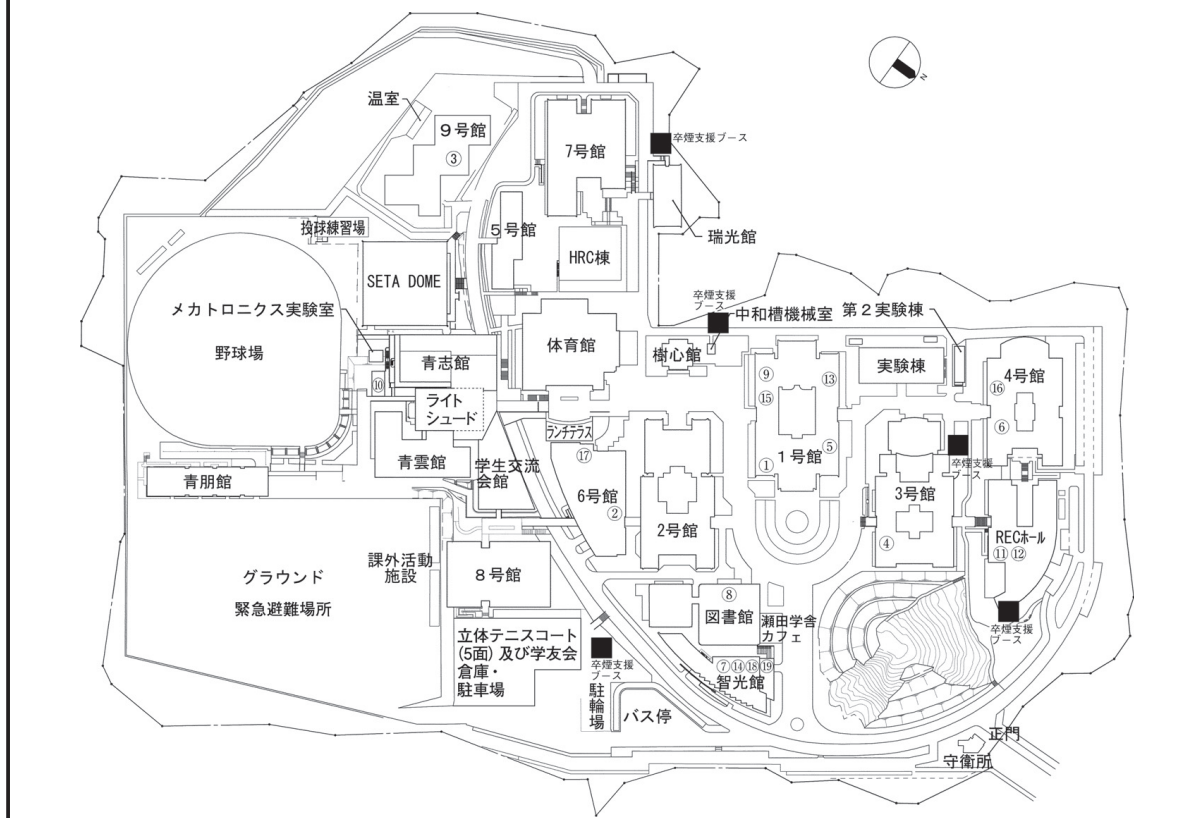 N
温室
9号館
③
7号館
卒煙支援ブース
投球練習場
5号館
HRC棟
瑞光館
SETA DOME
メカトロニクス実験室
野球場
⑩
青志館
体育館
卒煙支援
ブース
中和槽機械室
第2実験棟
樹心館
⑨
⑬
⑮
実験棟
4号館
⑯
⑥
ライト
シュード
ランチテラス
⑰
青雲館
学生交流
会館
青朋館
①
1号館
⑤
卒煙支援
ブース
6号館
②
2号館
3号館
④
RECホール
⑪ ⑫
課外活動
施設
8号館
グラウンド
緊急避難場所
⑧
図書館
瀬田学舎
カフェ
卒煙支援
ブース
立体テニスコート
(5面) 及び学友会
倉庫・
駐車場
卒煙支援
ブース
⑦⑭⑱⑲
智光館
駐輪場
バス停
正門
守衛所